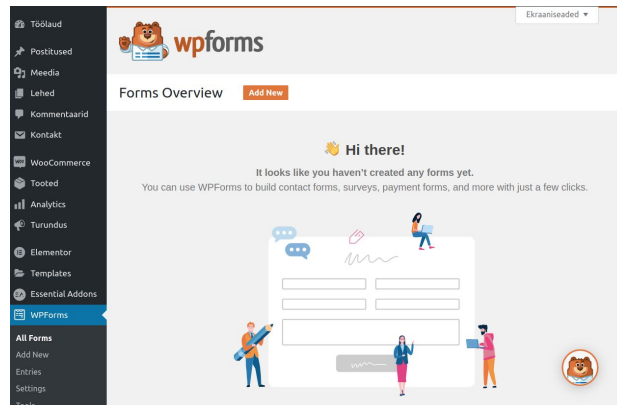 Ekraaniseaded ▼
Töölaud
Postitused
Meedia
Lehed
Kommentaarid
Kontakt
WooCommerce
Tooted
Analytics
Turundus
Elementor
Templates
Essential Addons
WPForms
All Forms
Add New
Entries
Settings
Tools
wpforms
Forms Overview Add New
Hi there!
It looks like you haven't created any forms yet.
You can use WPForms to build contact forms, surveys, payment forms, and more with just a few clicks.